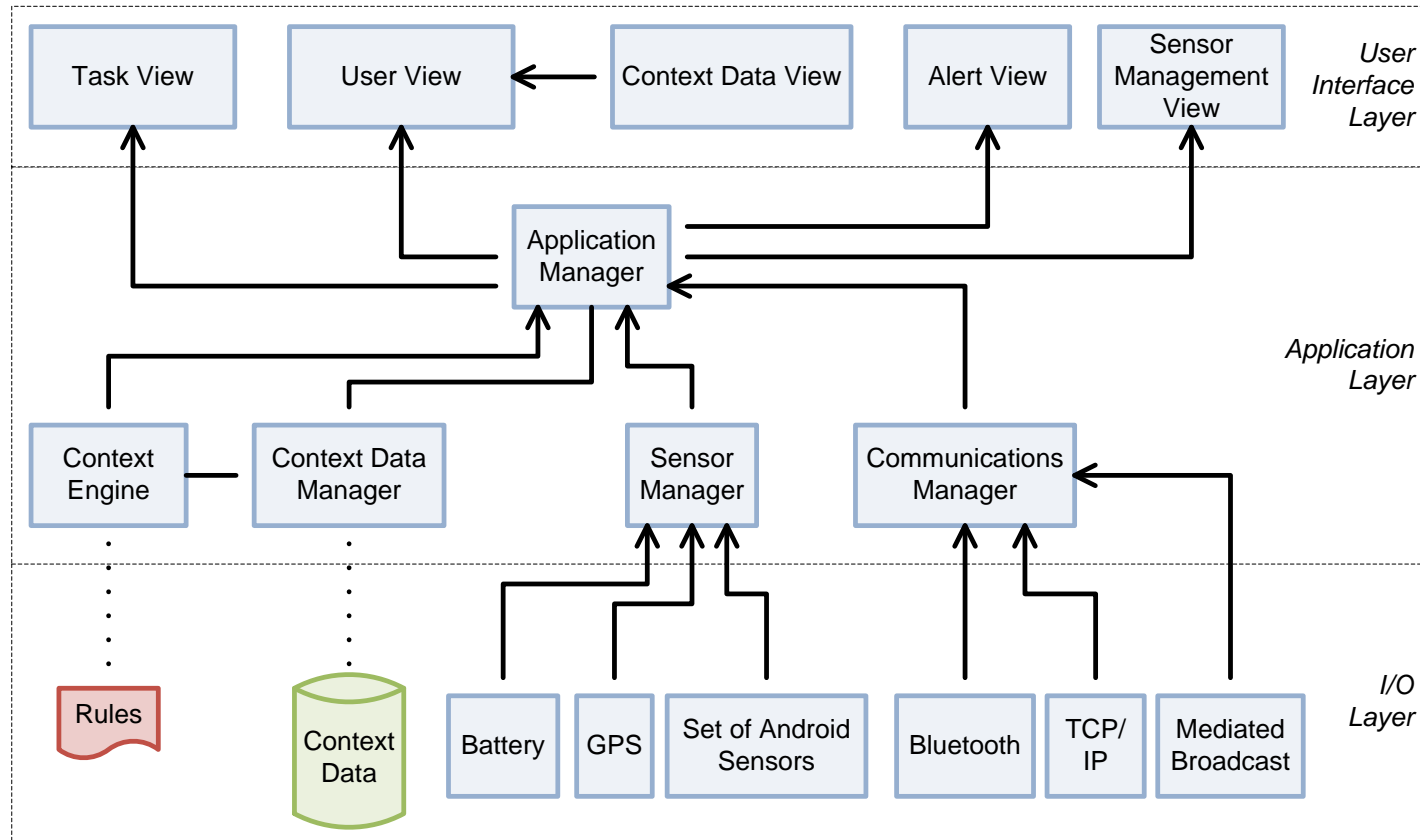 Task View
User View
Context Data View
Alert View
Sensor
Management
View
User
Interface
Layer
Application
Manager
Application
Layer
Context
Engine
Context Data
Manager
Sensor
Manager
Communications
Manager
Rules
Context
Data
Battery
GPS
Set of Android
Sensors
Bluetooth
TCP/
IP
Mediated
Broadcast
I/O
Layer